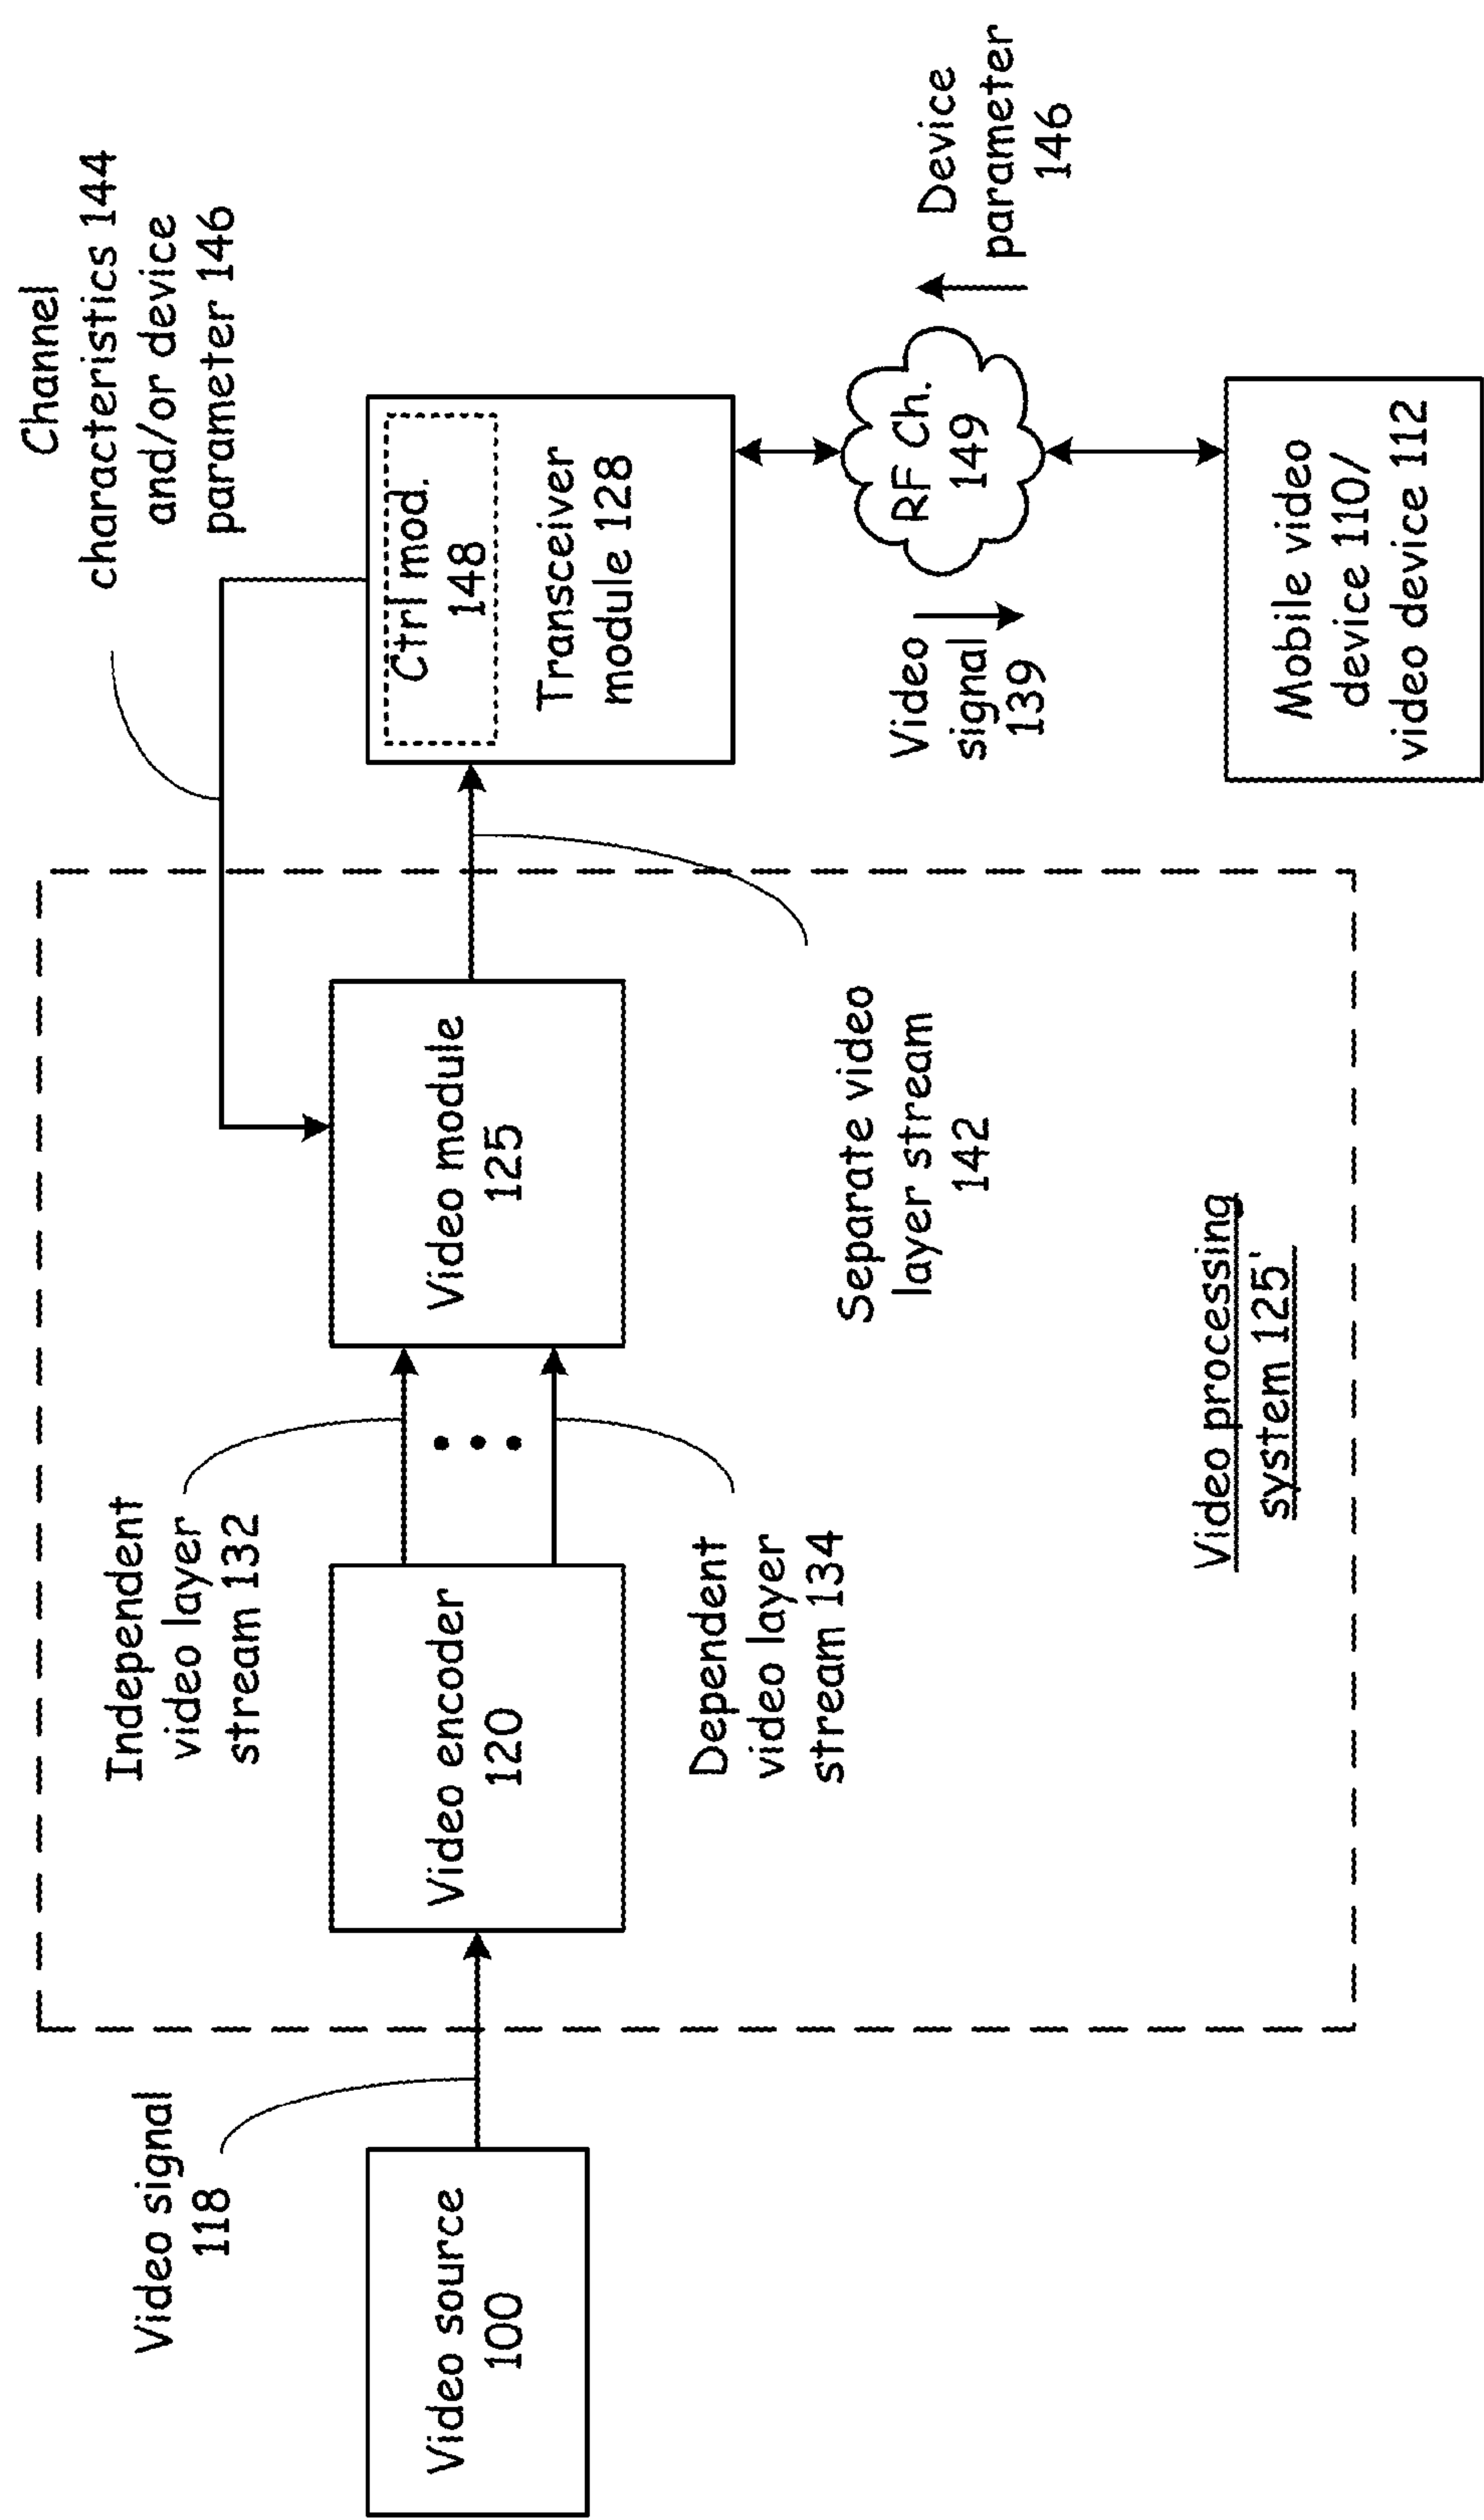 Video signal
118
Video source
100
Independent
video layer
stream 132
Video encoder
120
Dependent
video layer
stream 134
Video module
125
Separate video
layer stream
142
Video processing
system 125'
Channel
characteristics 144
and/or device
parameter 146
Ctrl mod.
148
Transceiver
module 128
Video
signal
139
RF Ch.
149
Device
parameter
146
Mobile video
device 110/
video device 112